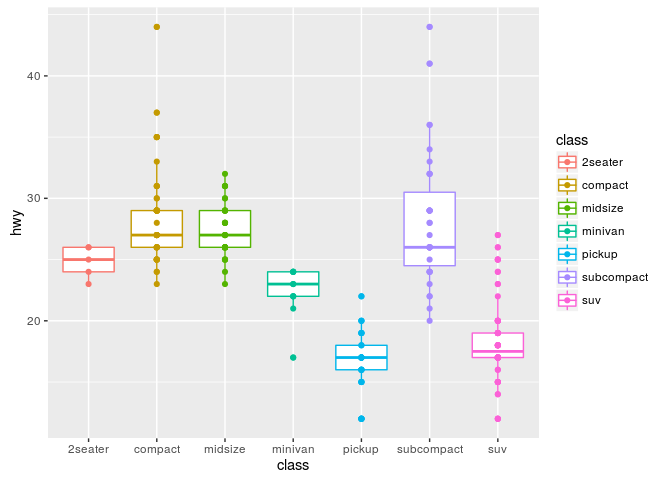 hwy
40
30
20
2seater compact midsize minivan pickup subcompact suv
class
class
2seater
compact
midsize
minivan
pickup
subcompact
suv